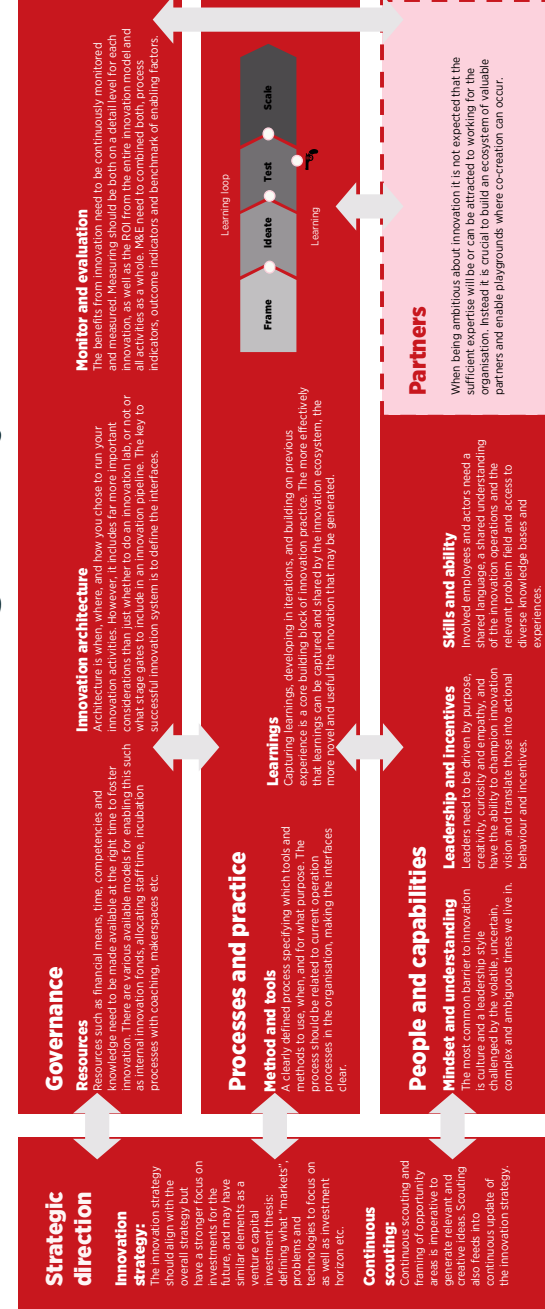 Strategic
direction
Innovation
strategy:
The innovation strategy
should align with the
overall strategy but
have a stronger focus on
investments for the
future, and may have
similar elements as a
venture capital
investment thesis:
defining what “markets”,
problems and
technologies to focus on
as well as investment
horizon etc.
Continuous
scouting:
Continuous scouting and
framing of opportunity
areas is imperative to
generate relevant and
creative ideas. Scouting
also feeds into
continuous update of
the innovation strategy.
Governance
Resources
Resources such as financial means, time, competencies and
knowledge need to be made available at the right time to foster
innovation. There are various available models for enabling this such
as internal innovation fonds, allocating staff time, incubation
processes with coaching, makerspaces etc.
Innovation architecture
Architecture is when, where, and how you chose to run your
innovation activities. However, it includes far more important
considerations than just whether to do an innovation lab, or not or
what stage gates to include in an innovation pipeline. The key to
successful innovation system is to define the interfaces.
Monitor and evaluation
The benefits from innovation need to be continuously monitored
and measured. Measuring should be both on a detail level for each
innovation, as well as the ROI from the entire innovation model and
all activities as a whole. M&E need to combined both, process
indicators, outcome indicators and benchmark of enabling factors.
Processes and practice
Method and tools
A clearly defined process specifying which tools and
methods to use, when, and for what purpose. The
process should be related to current operation
processes in the organisation, making the interfaces
clear.
Learnings
Capturing learnings, developing in iterations, and building on previous
experience is a core building block of innovation practice. The more effectively
that learnings can be captured and shared by the innovation ecosystem, the
more novel and useful the innovation that may be generated.
Learning loop
Frame
Ideate
Test
Scale
Learning
People and capabilities
Mindset and understanding
The most common barrier to innovation
is culture and a leadership style
challenged by the volatile, uncertain,
complex and ambiguous times we live in.
Leadership and incentives
Leaders need to be driven by purpose,
creativity, curiosity and empathy, and
have the ability to champion innovation
vision and translate those into actional
behaviour and incentives.
Skills and ability
Involved employees and actors need a
shared language, a shared understanding
of the innovation operations and the
relevant problem field and access to
diverse knowledge bases and
experiences.
Partners
When being ambitious about innovation it is not expected that the
sufficient expertise will be or can be attracted to working for the
organisation. Instead it is crucial to build an ecosystem of valuable
partners and enable playgrounds where co-creation can occur.